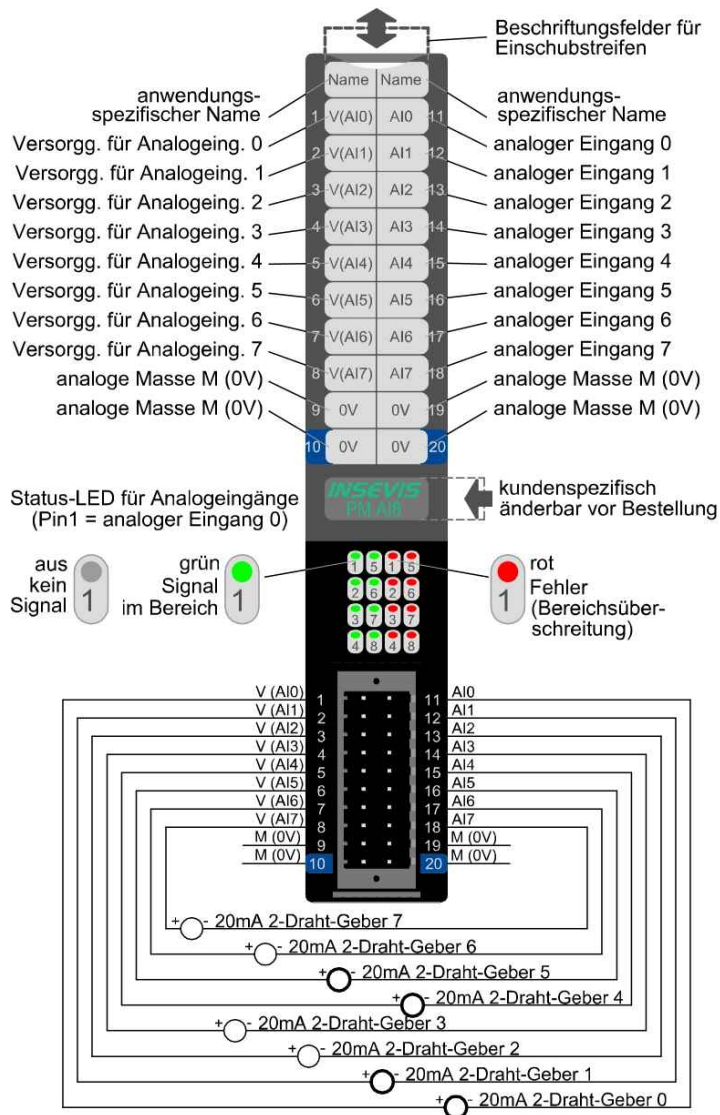 Beschriftungsfelder für
Einschubstreifen
anwendungs-
spezifischer Name
Name Name
anwendungs-
spezifischer Name
Versorgg. für Analogeing. 0
1 V(AI0) AI0 11
analoger Eingang 0
Versorgg. für Analogeing. 1
2 V(AI1) AI1 12
analoger Eingang 1
Versorgg. für Analogeing. 2
3 V(AI2) AI2 13
analoger Eingang 2
Versorgg. für Analogeing. 3
4 V(AI3) AI3 14
analoger Eingang 3
Versorgg. für Analogeing. 4
5 V(AI4) AI4 15
analoger Eingang 4
Versorgg. für Analogeing. 5
6 V(AI5) AI5 16
analoger Eingang 5
Versorgg. für Analogeing. 6
7 V(AI6) AI6 17
analoger Eingang 6
Versorgg. für Analogeing. 7
8 V(AI7) AI7 18
analoger Eingang 7
analoge Masse M (0V)
9 0V 0V 19
analoge Masse M (0V)
analoge Masse M (0V)
10 0V 0V 20
analoge Masse M (0V)
Status-LED für Analogeingänge
(Pin1 = analoger Eingang 0)
INSEVIS
PM AI8
kundenspezifisch
änderbar vor Bestellung
aus
kein
Signal
1
grün
Signal
im Bereich
1
1 5 1 5
2 6 2 6
3 7 3 7
4 8 4 8
1
rot
Fehler
(Bereichsüber-
schreitung)
V (AI0) 1 11 AI0
V (AI1) 2 12 AI1
V (AI2) 3 13 AI2
V (AI3) 4 14 AI3
V (AI4) 5 15 AI4
V (AI5) 6 16 AI5
V (AI6) 7 17 AI6
V (AI7) 8 18 AI7
M (0V) 9 19 M (0V)
M (0V) 10 20 M (0V)
+ - 20mA 2-Draht-Geber 7
+ - 20mA 2-Draht-Geber 6
+ - 20mA 2-Draht-Geber 5
+ - 20mA 2-Draht-Geber 4
+ - 20mA 2-Draht-Geber 3
+ - 20mA 2-Draht-Geber 2
+ - 20mA 2-Draht-Geber 1
+ - 20mA 2-Draht-Geber 0